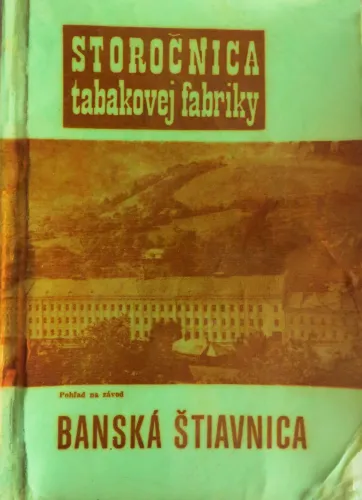 STOROČNICA
tabakovej fabriky
Pohľad na závod
BANSKÁ ŠTIAVNICA